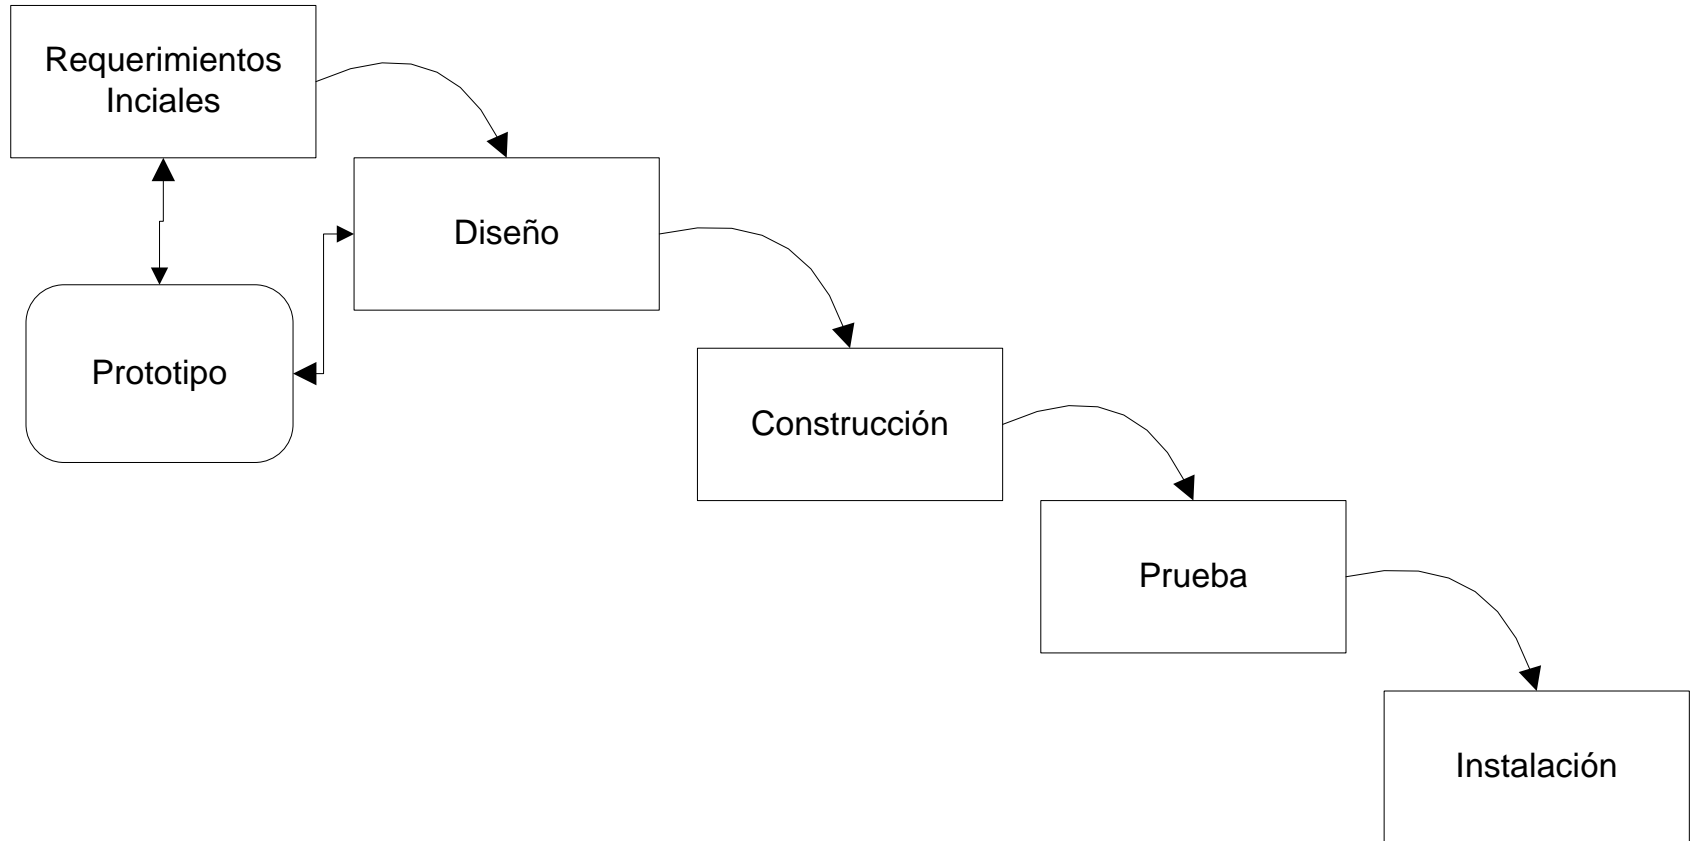 Requerimientos
Inciales
Diseño
Prototipo
Construcción
Prueba
Instalación